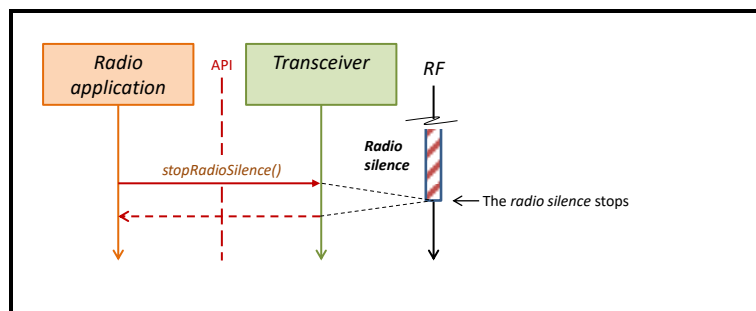 Radio
application
API
Transceiver
RF
Radio
silence
stopRadioSilence()
The radio silence stops